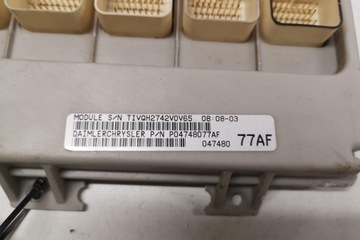 MODULE S/N TIVQH2742V0V65 08:08-03
DAIMLERCHRYSLER P/N P04748077AF
047480 77AF